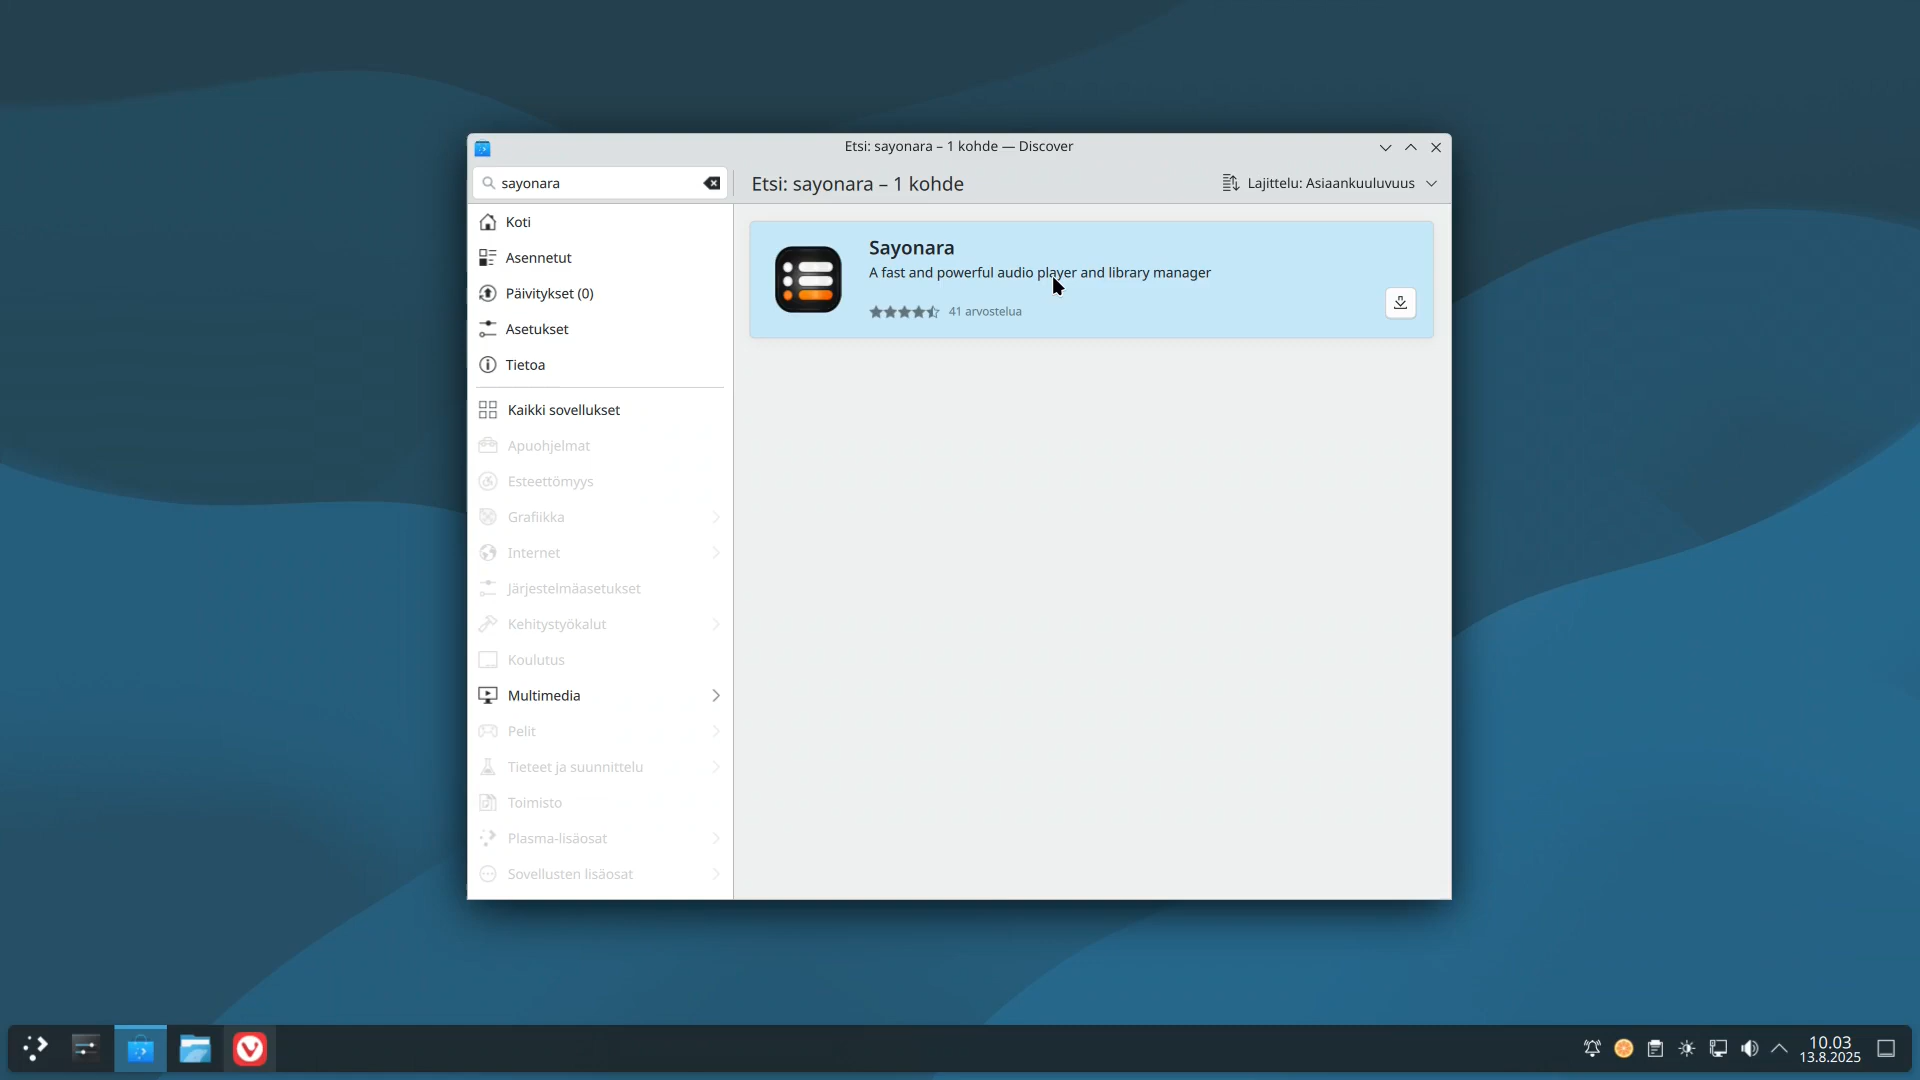 Etsi: sayonara – 1 kohde — Discover
sayonara
Etsi: sayonara – 1 kohde
Lajittelu: Asiaankuuluvuus
Koti
Asennetut
Päivitykset (0)
Asetukset
Tietoa
Kaikki sovellukset
Apuohjelmat
Esteettömyys
Grafiikka
Internet
Järjestelmäasetukset
Kehitystyökalut
Koulutus
Multimedia
Pelit
Tieteet ja suunnittelu
Toimisto
Plasma-lisäosat
Sovellusten lisäosat
Sayonara
A fast and powerful audio player and library manager
41 arvostelua
10.03
13.8.2025